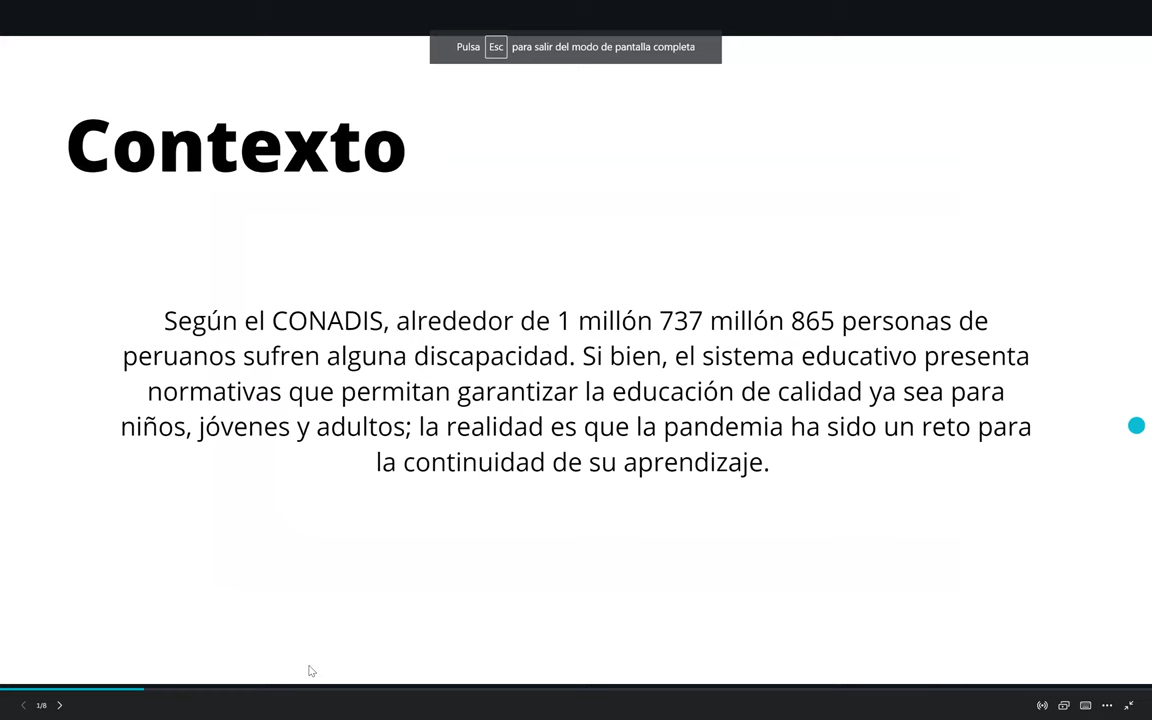 Pulsa Esc para salir del modo de pantalla completa
Contexto
Según el CONADIS, alrededor de 1 millón 737 millón 865 personas de
peruanos sufren alguna discapacidad. Si bien, el sistema educativo presenta
normativas que permitan garantizar la educación de calidad ya sea para
niños, jóvenes y adultos; la realidad es que la pandemia ha sido un reto para
la continuidad de su aprendizaje.
1/8